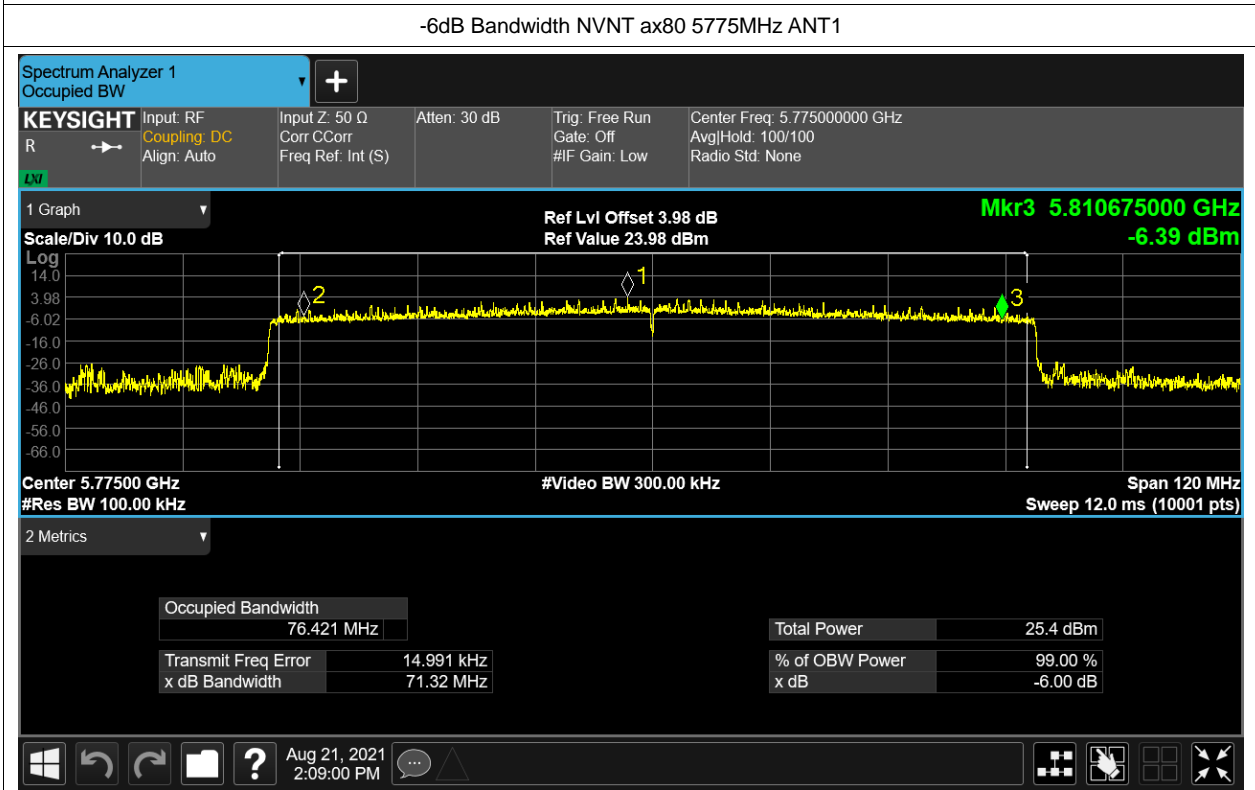 -6dB Bandwidth NVNT ax80 5775MHz ANT1
Spectrum Analyzer 1
Occupied BW
KEYSIGHT
R
LXI
Input: RF
Coupling: DC
Align: Auto
Input Z: 50 Ω
Corr CCorr
Freq Ref: Int (S)
Atten: 30 dB
Trig: Free Run
Gate: Off
#IF Gain: Low
Center Freq: 5.775000000 GHz
Avg|Hold: 100/100
Radio Std: None
1 Graph
Scale/Div 10.0 dB
Ref Lvl Offset 3.98 dB
Ref Value 23.98 dBm
Mkr3 5.810675000 GHz
-6.39 dBm
Log
14.0
3.98
-6.02
-16.0
-26.0
-36.0
-46.0
-56.0
-66.0
2
1
3
Center 5.77500 GHz
#Res BW 100.00 kHz
#Video BW 300.00 kHz
Span 120 MHz
Sweep 12.0 ms (10001 pts)
2 Metrics
Occupied Bandwidth
76.421 MHz
Transmit Freq Error 14.991 kHz
x dB Bandwidth 71.32 MHz
Total Power 25.4 dBm
% of OBW Power 99.00 %
x dB -6.00 dB
?
Aug 21, 2021
2:09:00 PM